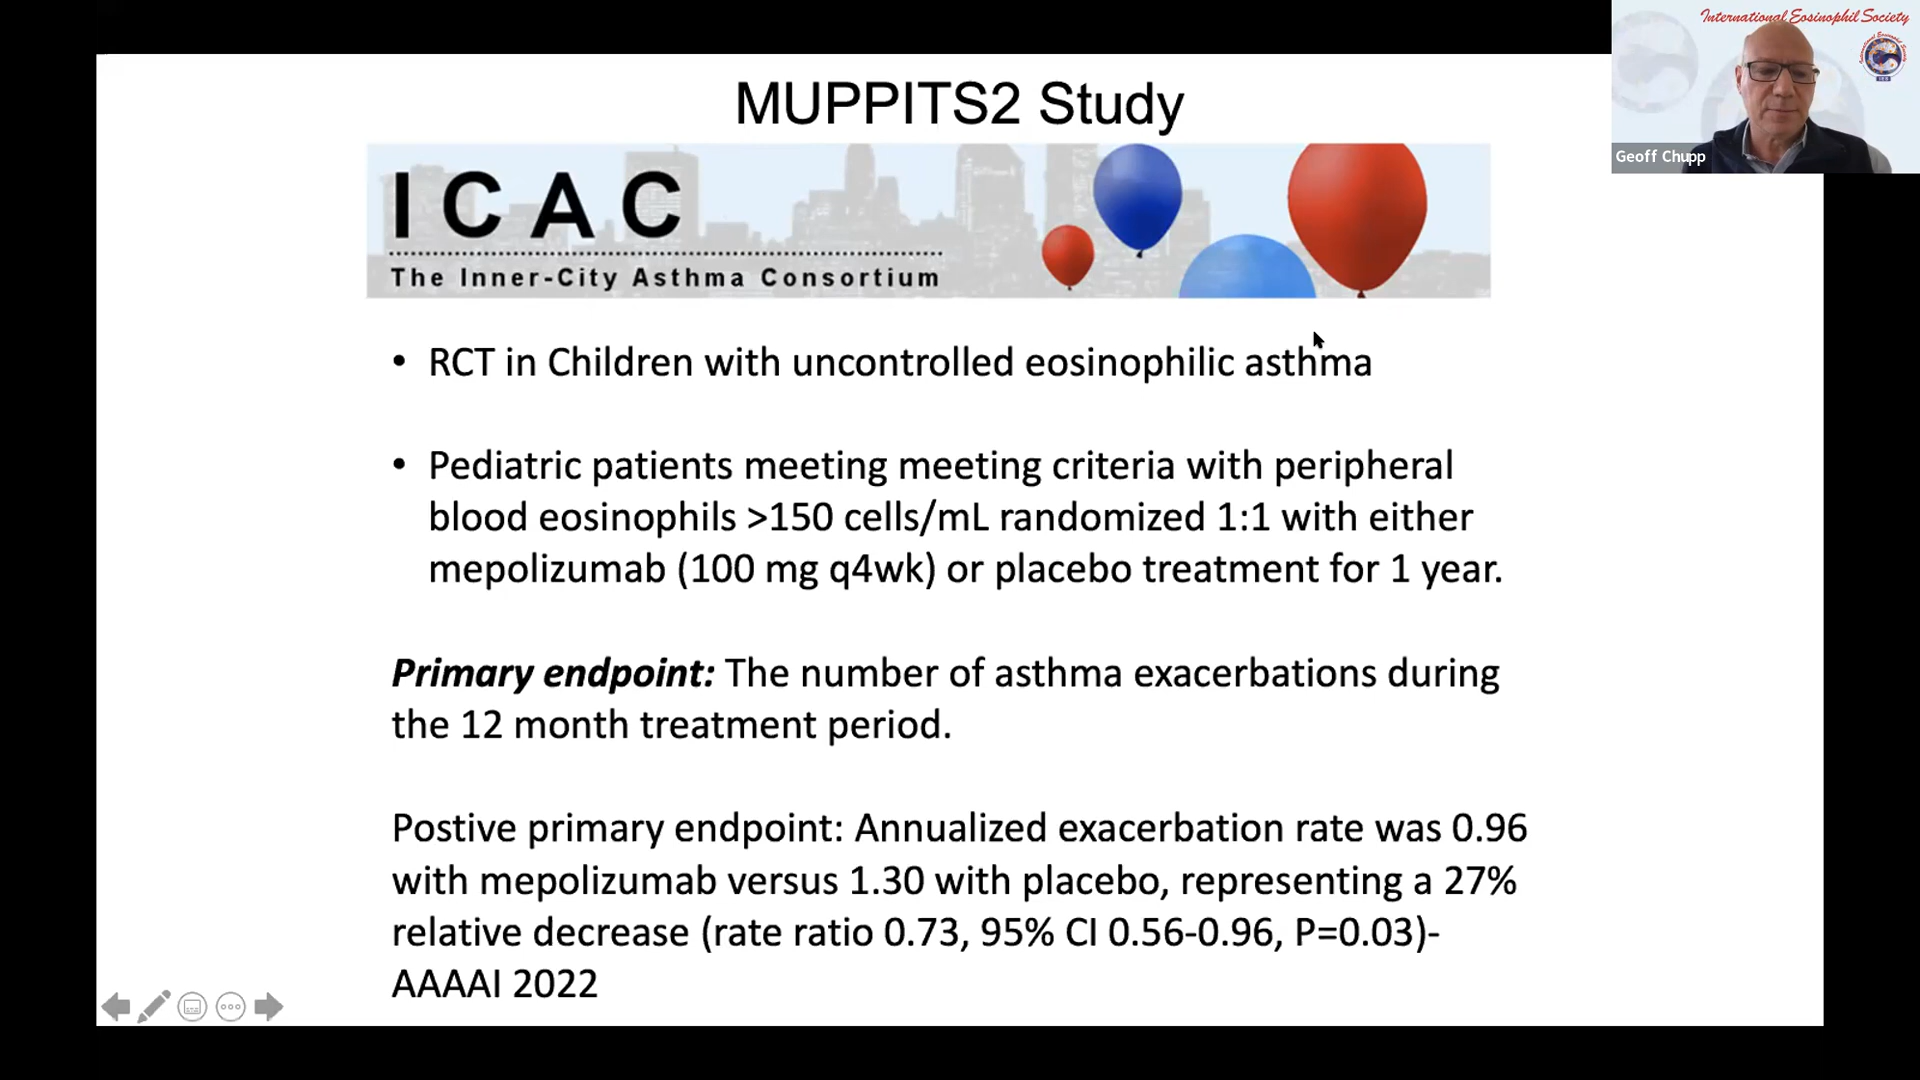 International Eosinophil Society
Geoff Chupp
MUPPITS2 Study
ICAC
The Inner-City Asthma Consortium
• RCT in Children with uncontrolled eosinophilic asthma
• Pediatric patients meeting meeting criteria with peripheral
blood eosinophils >150 cells/mL randomized 1:1 with either
mepolizumab (100 mg q4wk) or placebo treatment for 1 year.
Primary endpoint: The number of asthma exacerbations during
the 12 month treatment period.
Postive primary endpoint: Annualized exacerbation rate was 0.96
with mepolizumab versus 1.30 with placebo, representing a 27%
relative decrease (rate ratio 0.73, 95% CI 0.56-0.96, P=0.03)-
AAAAI 2022